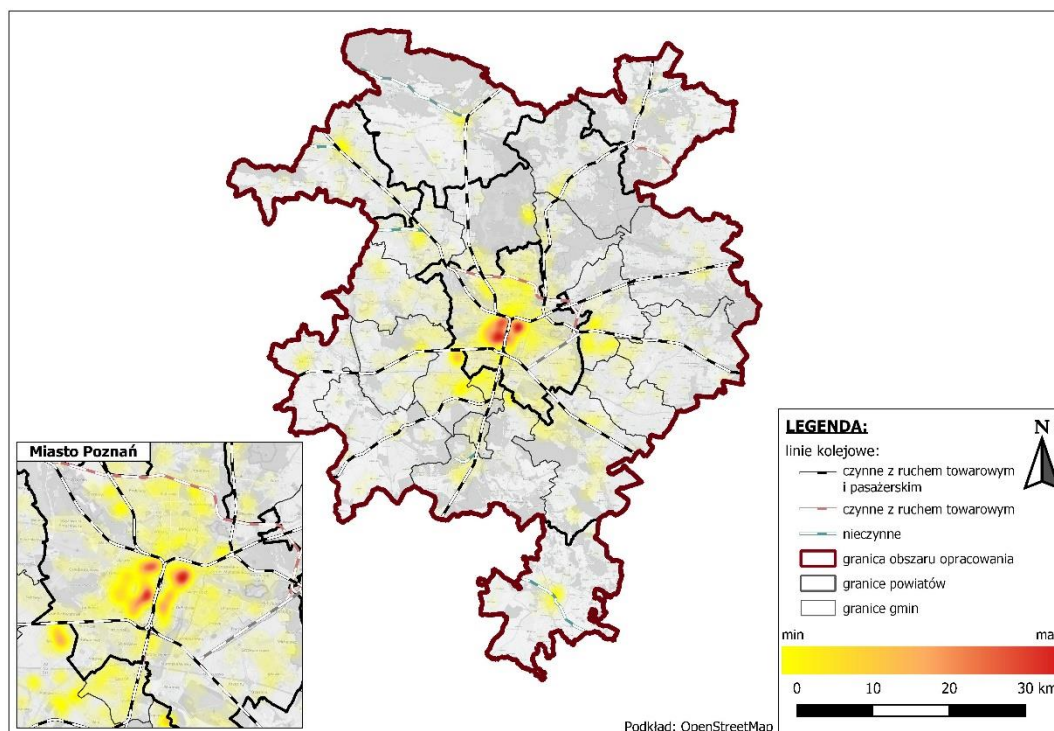 Miasto Poznań
LEGENDA:
N
linie kolejowe:
czynne z ruchem towarowym
i pasażerskim
czynne z ruchem towarowym
nieczynne
granica obszaru opracowania
granice powiatów
granice gmin
min
ma
0 10 20 30 km
Podkład: OpenStreetMap